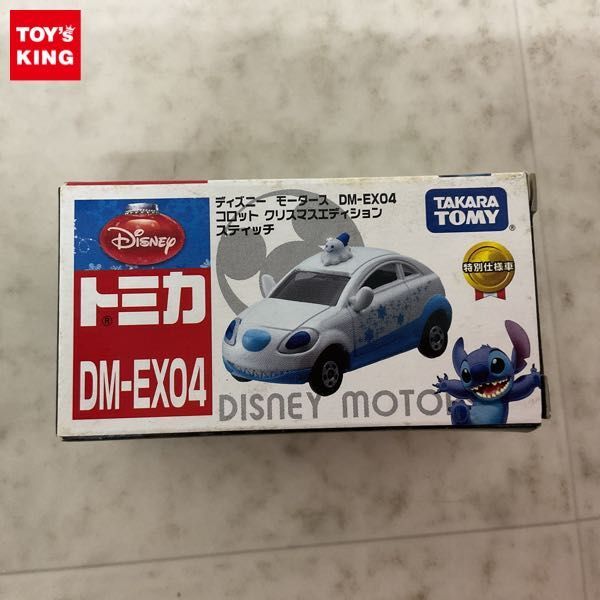 TOY'S
KING
ディズニー モータース DM-EX04
コロット クリスマスエディション
スティッチ
TAKARA
TOMY
®
Disney
特別仕様車
トミカ
®
DM-EX04
DISNEY MOTO